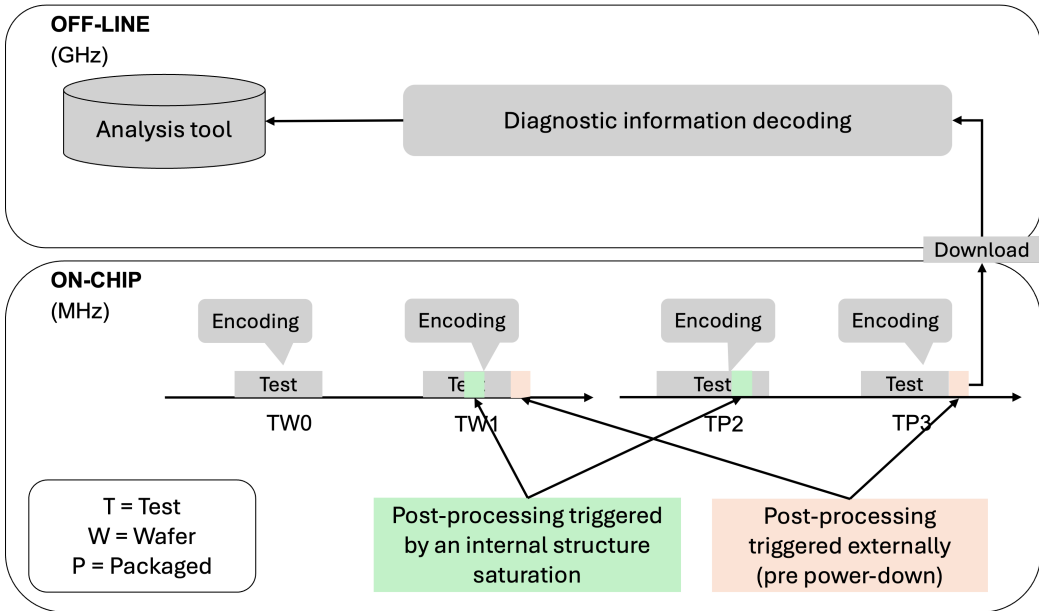 OFF-LINE
(GHz)
Analysis tool
Diagnostic information decoding
Download
ON-CHIP
(MHz)
Encoding
Encoding
Encoding
Encoding
Test
Test
Test
Test
TW0
TW1
TP2
TP3
T = Test
W = Wafer
P = Packaged
Post-processing triggered
by an internal structure
saturation
Post-processing
triggered externally
(pre power-down)